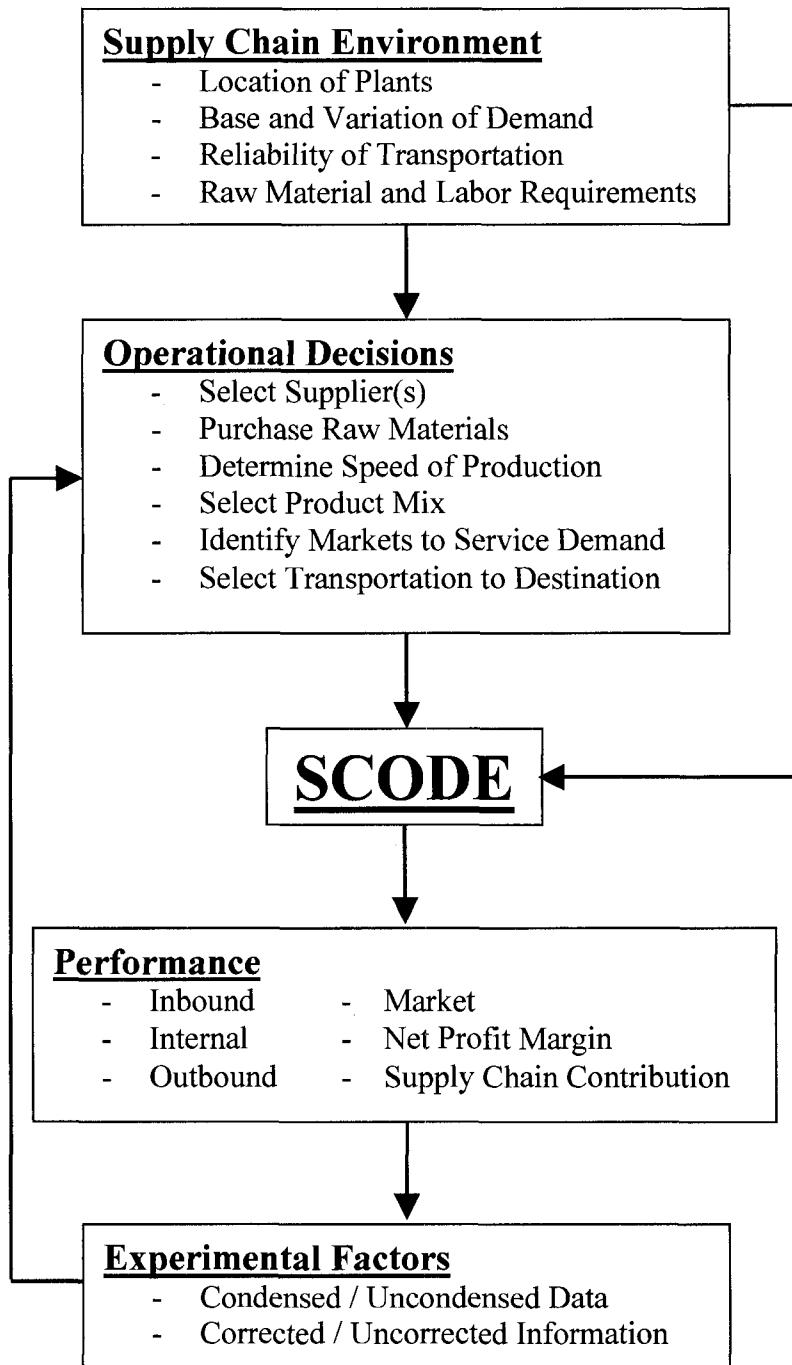 Supply Chain Environment
- Location of Plants
- Base and Variation of Demand
- Reliability of Transportation
- Raw Material and Labor Requirements
Operational Decisions
- Select Supplier(s)
- Purchase Raw Materials
- Determine Speed of Production
- Select Product Mix
- Identify Markets to Service Demand
- Select Transportation to Destination
SCODE
Performance
- Inbound - Market
- Internal - Net Profit Margin
- Outbound - Supply Chain Contribution
Experimental Factors
- Condensed / Uncondensed Data
- Corrected / Uncorrected Information